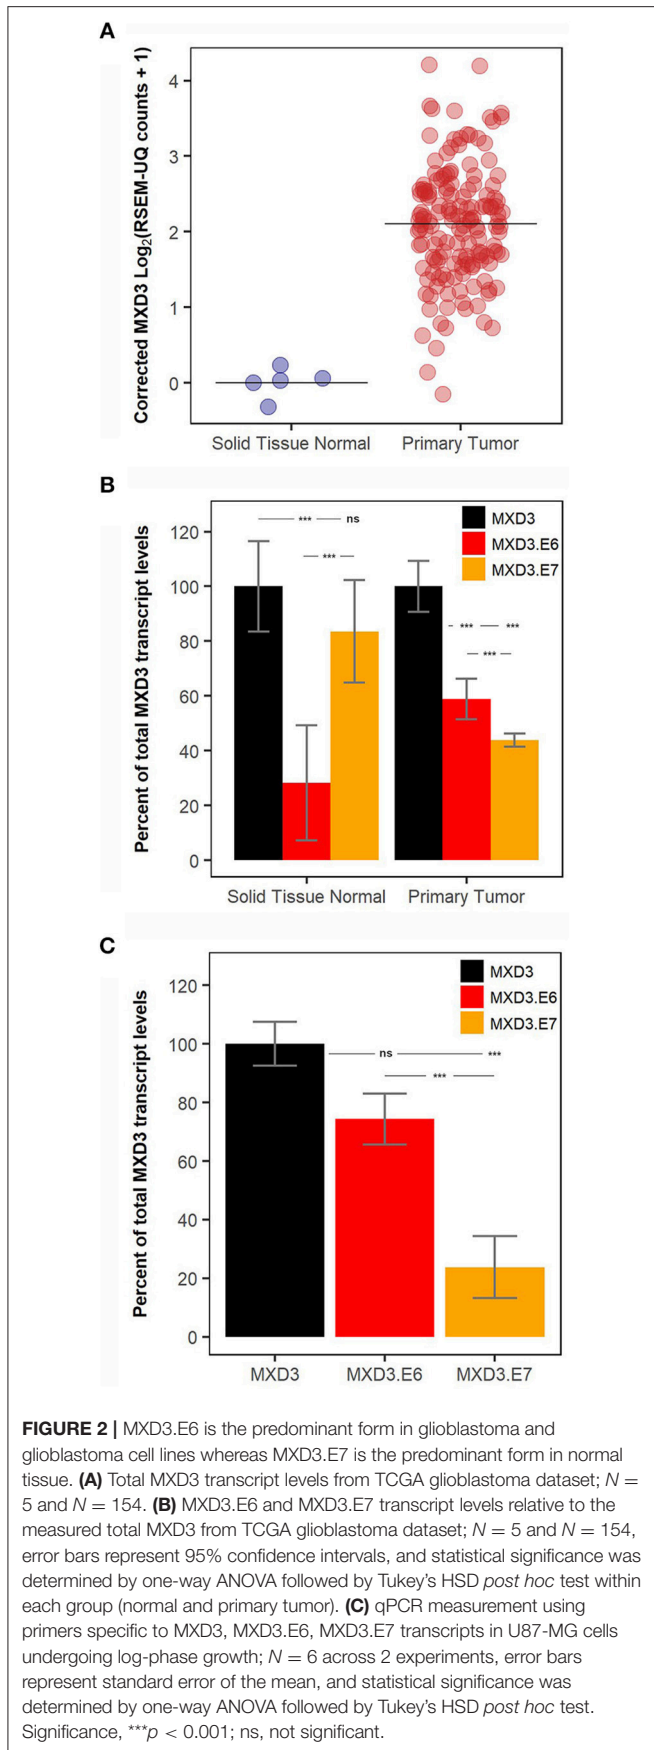 A
Corrected MXD3 Log2(RSEM-UQ counts + 1)
4
3
2
1
0
Solid Tissue Normal Primary Tumor
B
Percent of total MXD3 transcript levels
120
100
80
60
40
20
0
*** ns
***
MXD3
MXD3.E6
MXD3.E7
*** ***
***
Solid Tissue Normal Primary Tumor
C
Percent of total MXD3 transcript levels
120
100
80
60
40
20
0
MXD3
MXD3.E6
MXD3.E7
ns ***
***
MXD3 MXD3.E6 MXD3.E7
FIGURE 2 | MXD3.E6 is the predominant form in glioblastoma and
glioblastoma cell lines whereas MXD3.E7 is the predominant form in normal
tissue. (A) Total MXD3 transcript levels from TCGA glioblastoma dataset; N =
5 and N = 154. (B) MXD3.E6 and MXD3.E7 transcript levels relative to the
measured total MXD3 from TCGA glioblastoma dataset; N = 5 and N = 154,
error bars represent 95% confidence intervals, and statistical significance was
determined by one-way ANOVA followed by Tukey's HSD post hoc test within
each group (normal and primary tumor). (C) qPCR measurement using
primers specific to MXD3, MXD3.E6, MXD3.E7 transcripts in U87-MG cells
undergoing log-phase growth; N = 6 across 2 experiments, error bars
represent standard error of the mean, and statistical significance was
determined by one-way ANOVA followed by Tukey's HSD post hoc test.
Significance, ***p < 0.001; ns, not significant.